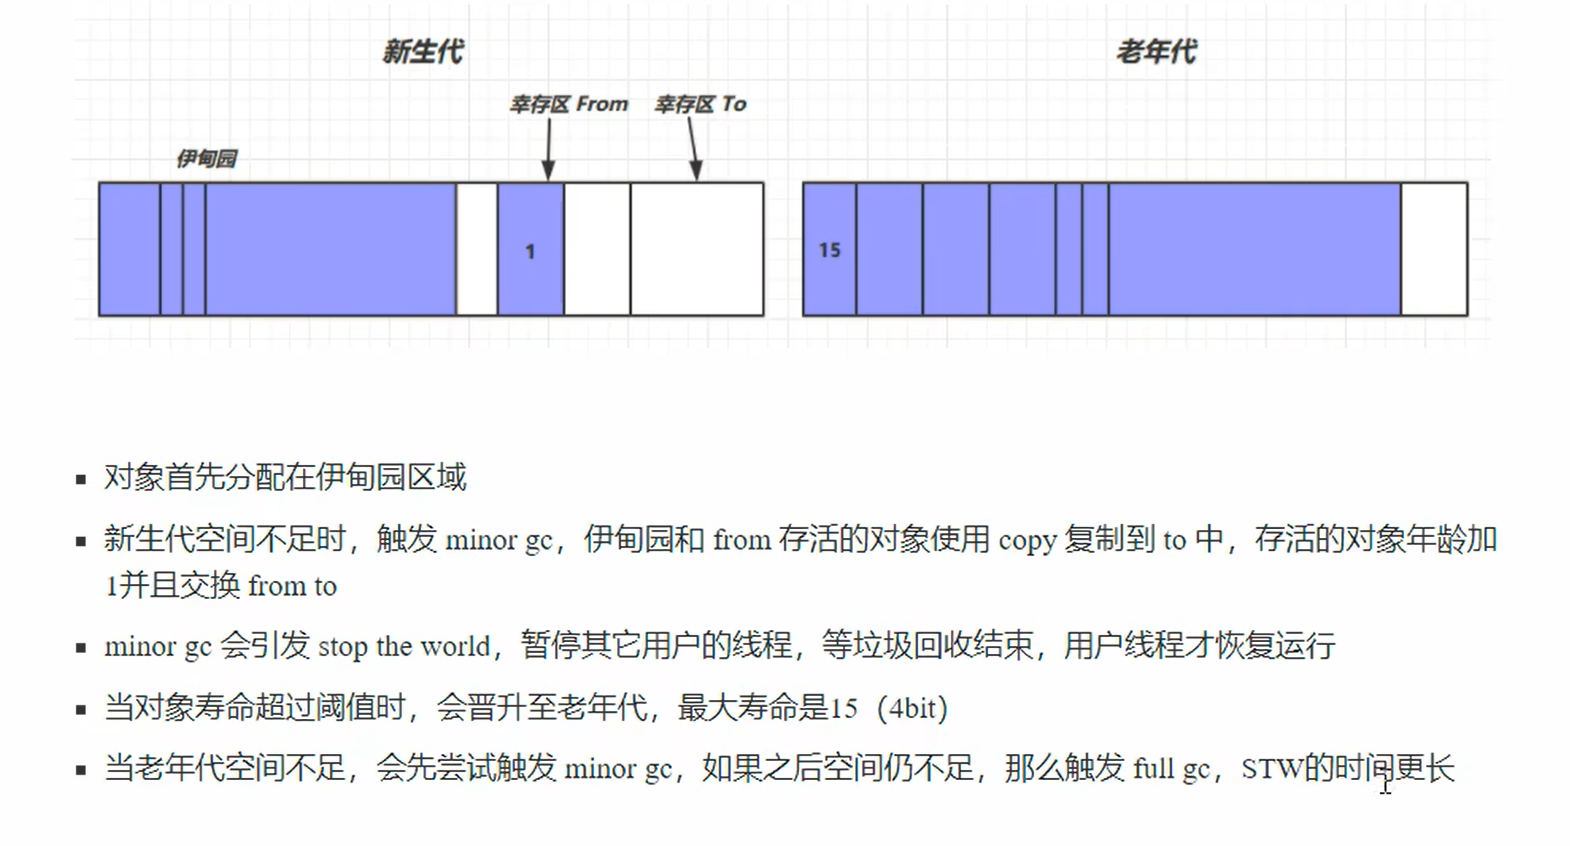 新生代
老年代
幸存区 From
幸存区 To
伊甸园
1
15
对象首先分配在伊甸园区域
新生代空间不足时，触发 minor gc，伊甸园和 from 存活的对象使用 copy 复制到 to 中，存活的对象年龄加
1并且交换 from to
minor gc 会引发 stop the world，暂停其它用户的线程，等垃圾回收结束，用户线程才恢复运行
当对象寿命超过阈值时，会晋升至老年代，最大寿命是15（4bit）
当老年代空间不足，会先尝试触发 minor gc，如果之后空间仍不足，那么触发 full gc，STW的时间更长